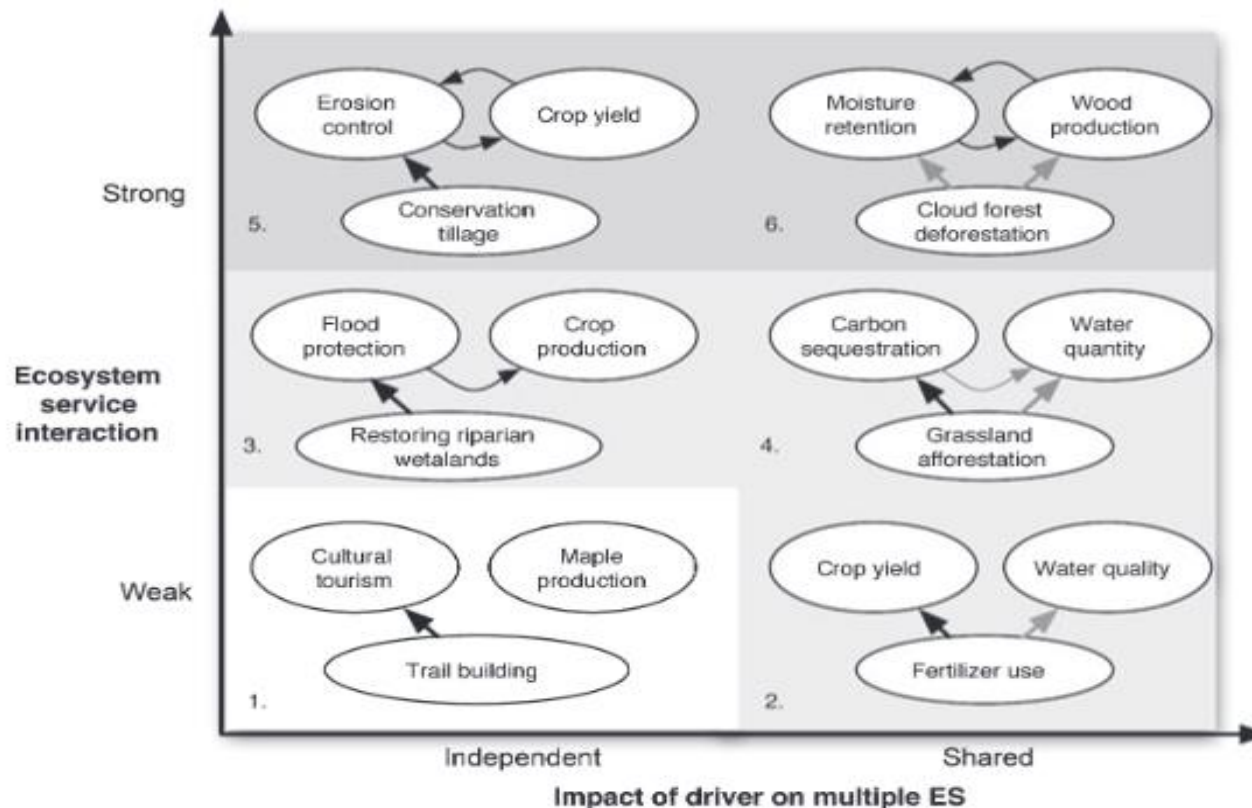 Erosion
control
Crop yield
Conservation
tillage
5.
Moisture
retention
Wood
production
Cloud forest
deforestation
6.
Strong
Flood
protection
Crop
production
Restoring riparian
wetalands
3.
Carbon
sequestration
Water
quantity
Grassland
afforestation
4.
Ecosystem
service
interaction
Cultural
tourism
Maple
production
Trail building
1.
Crop yield
Water quality
Fertilizer use
2.
Weak
Independent
Shared
Impact of driver on multiple ES